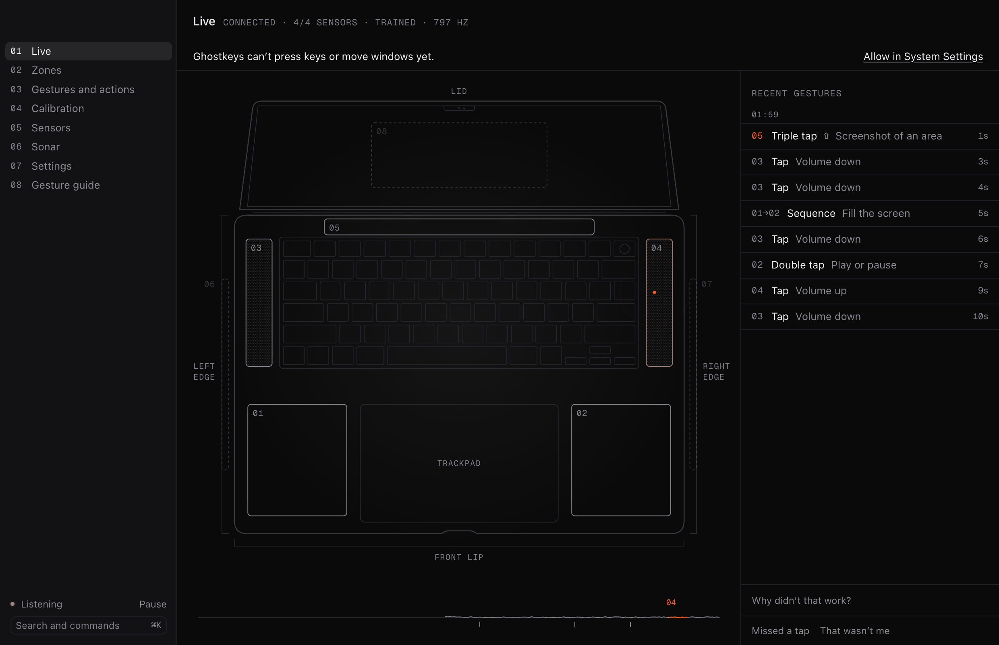 01 Live
02 Zones
03 Gestures and actions
04 Calibration
05 Sensors
06 Sonar
07 Settings
08 Gesture guide
Listening Pause
Search and commands ⌘K
Live CONNECTED · 4/4 SENSORS · TRAINED · 797 HZ
Ghostkeys can’t press keys or move windows yet. Allow in System Settings
LID
08
05
03
04
06
07
LEFT
EDGE
RIGHT
EDGE
01
02
TRACKPAD
FRONT LIP
04
RECENT GESTURES
01:59
05 Triple tap ⇧ Screenshot of an area 1s
03 Tap Volume down 3s
03 Tap Volume down 4s
01→02 Sequence Fill the screen 5s
03 Tap Volume down 6s
02 Double tap Play or pause 7s
04 Tap Volume up 9s
03 Tap Volume down 10s
Why didn’t that work?
Missed a tap That wasn’t me